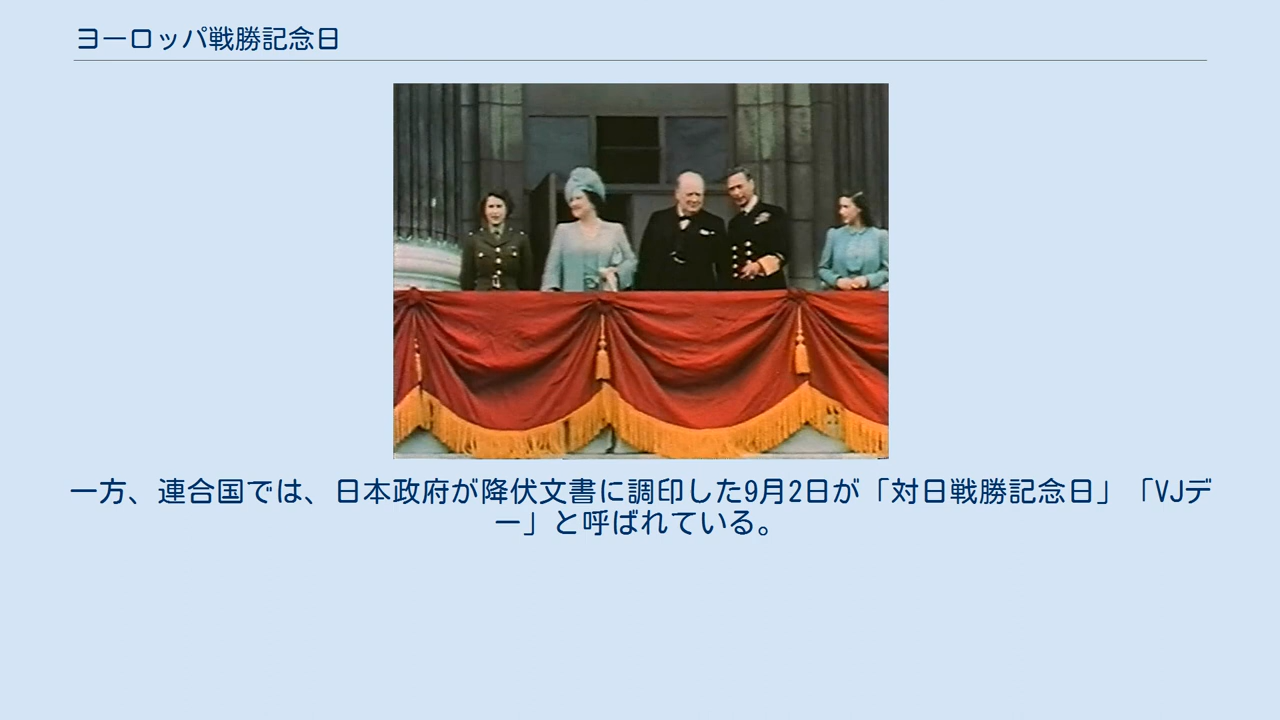 ヨーロッパ戦勝記念日
一方、連合国では、日本政府が降伏文書に調印した9月2日が「対日戦勝記念日」「VJデ
ー」と呼ばれている。